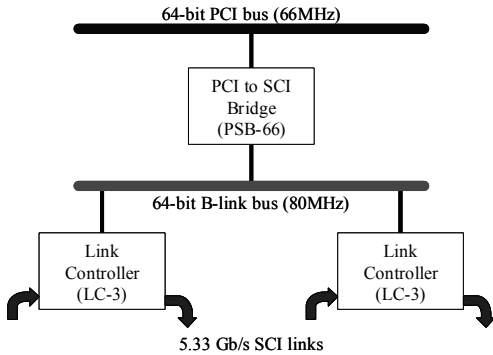 64-bit PCI bus (66MHz)
PCI to SCI
Bridge
(PSB-66)
64-bit B-link bus (80MHz)
Link
Controller
(LC-3)
Link
Controller
(LC-3)
5.33 Gb/s SCI links